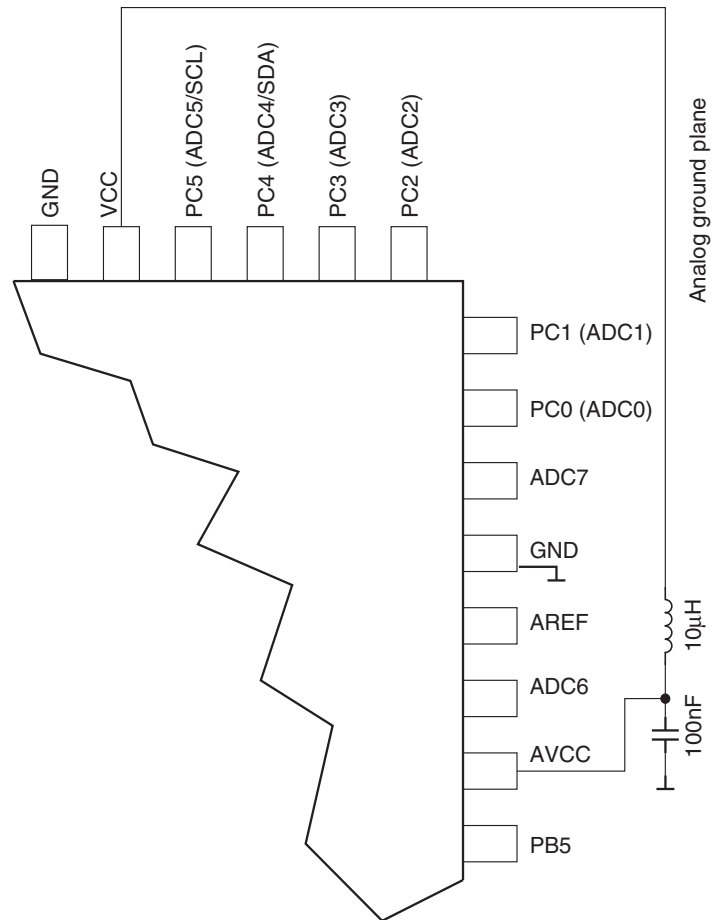 GND
VCC
PC5 (ADC5/SCL)
PC4 (ADC4/SDA)
PC3 (ADC3)
PC2 (ADC2)
Analog ground plane
PC1 (ADC1)
PC0 (ADC0)
ADC7
GND
AREF
10μH
ADC6
100nF
AVCC
PB5